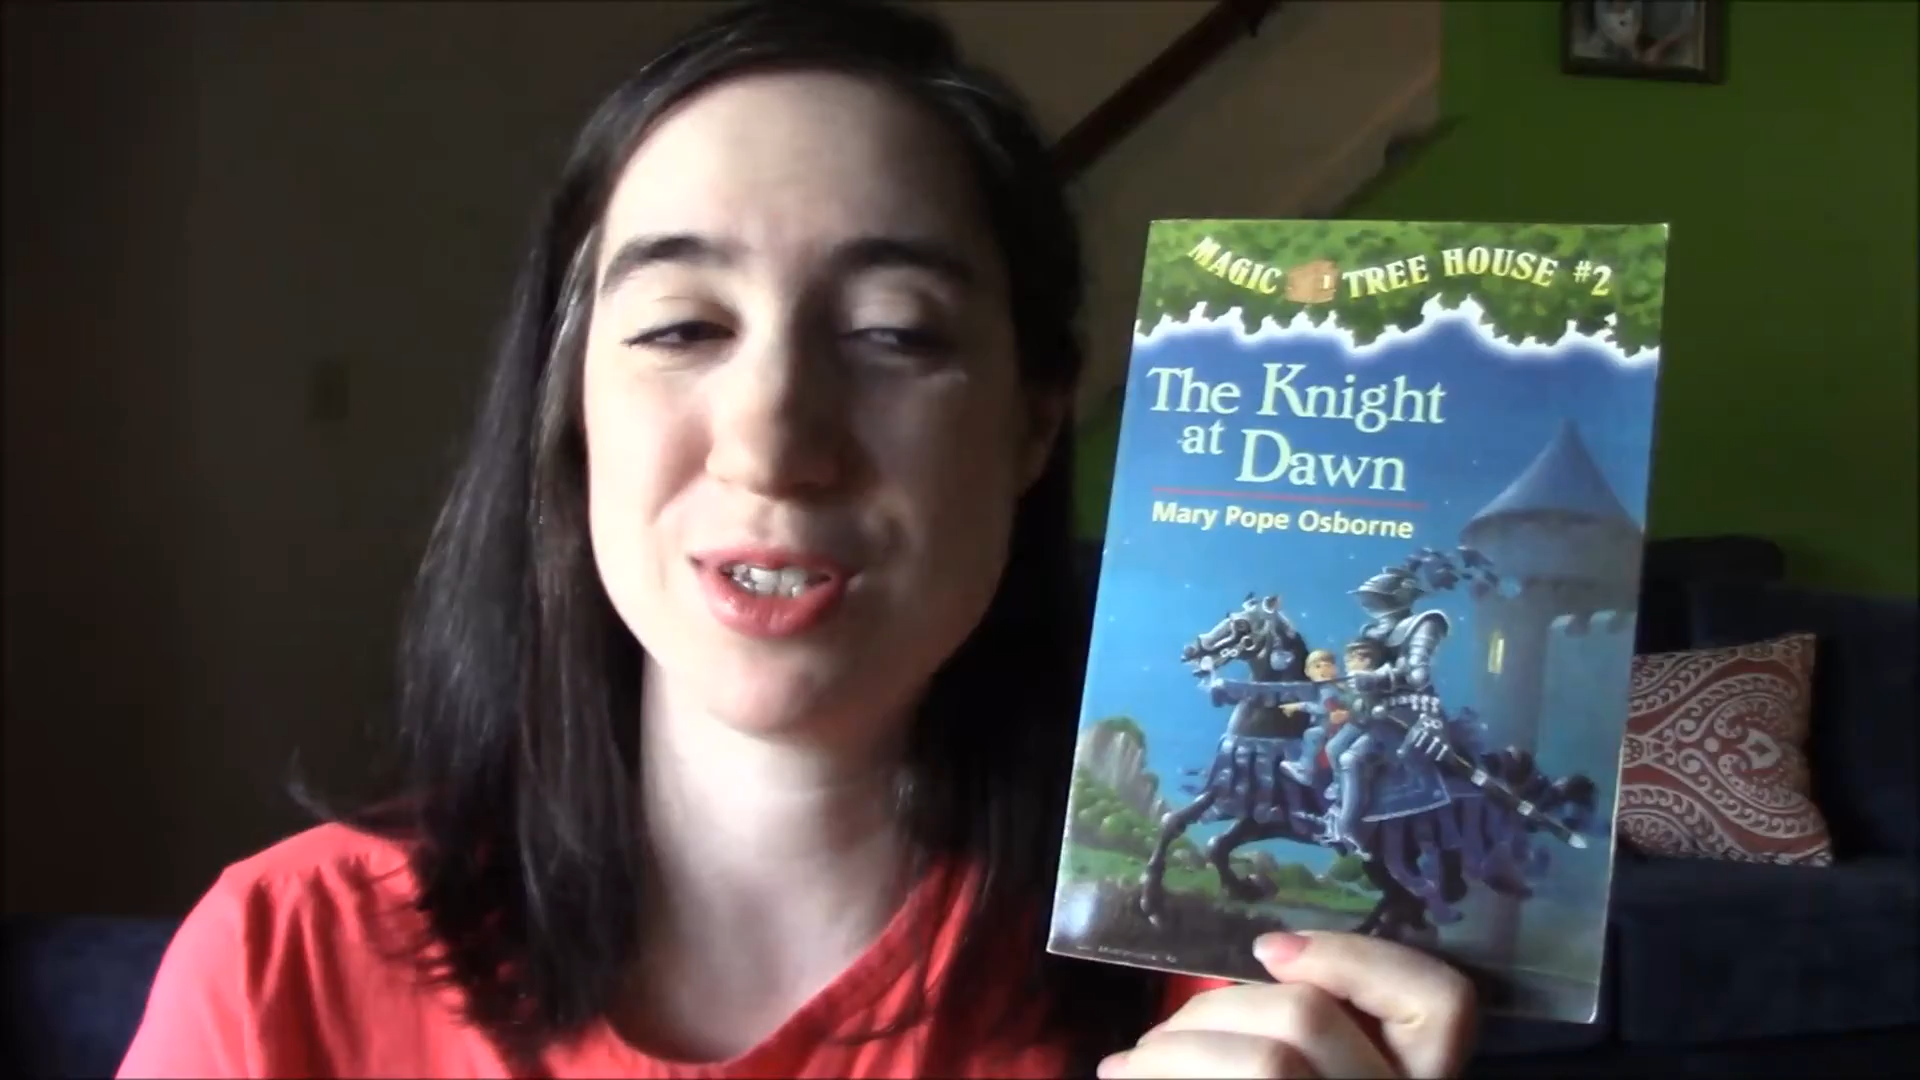 MAGIC TREE HOUSE #2
The Knight
at Dawn
Mary Pope Osborne